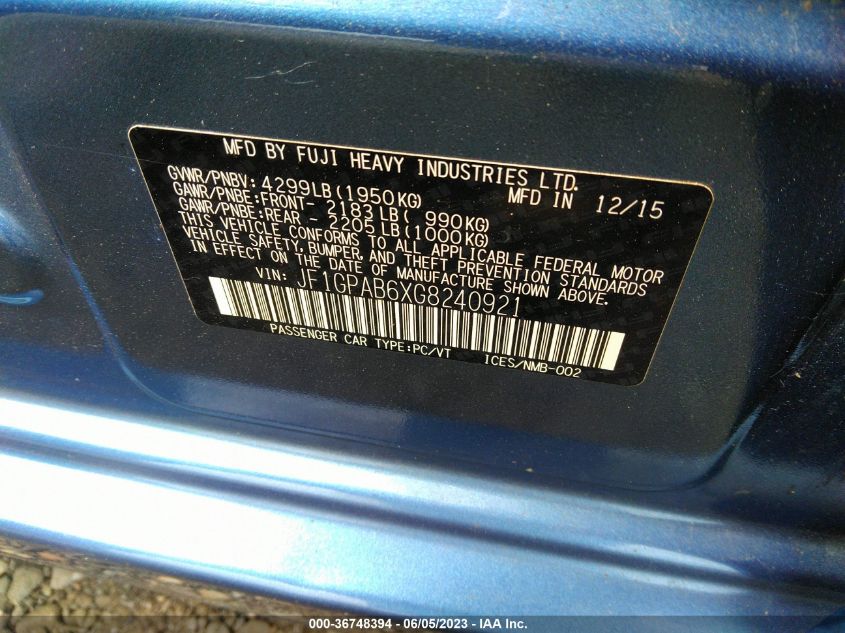 MFD BY FUJI HEAVY INDUSTRIES LTD.
GVWR/PNBV: 4299LB(1950KG) MFD IN 12/15
GAWR/PNBE:FRONT- 2183LB( 990KG)
GAWR/PNBE:REAR - 2205LB(1000KG)
THIS VEHICLE CONFORMS TO ALL APPLICABLE FEDERAL MOTOR
VEHICLE SAFETY, BUMPER, AND THEFT PREVENTION STANDARDS
IN EFFECT ON THE DATE OF MANUFACTURE SHOWN ABOVE.
VIN: JF1GPAB6XG8240921
PASSENGER CAR TYPE:PC/VT ICES/NMB-002
000-36748394 - 06/05/2023 - IAA Inc.